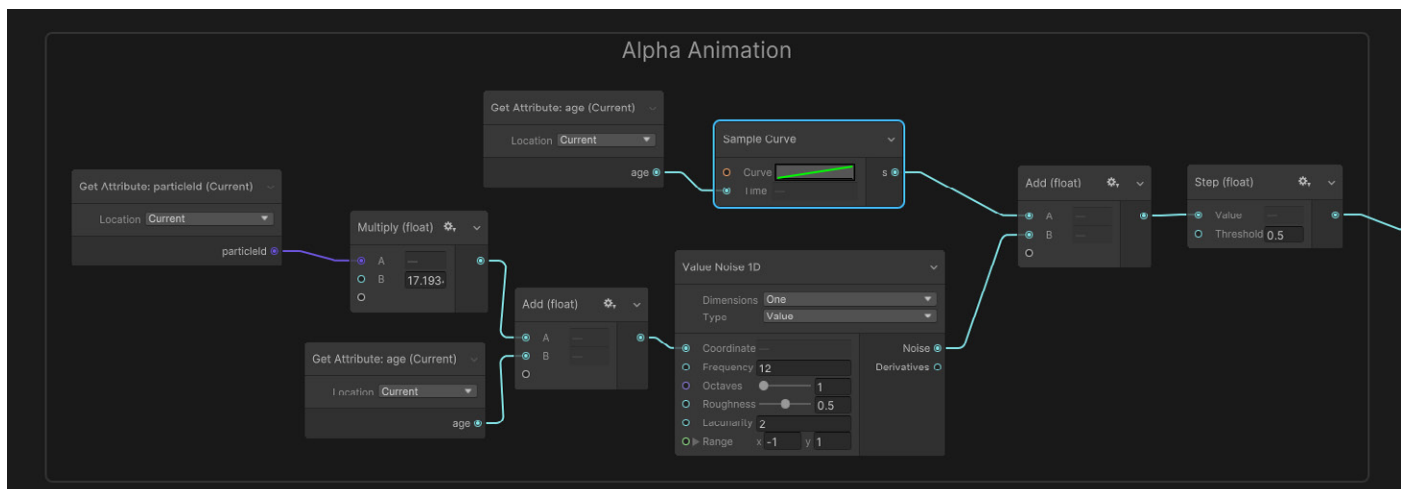 Alpha Animation
Get Attribute: age (Current)
Location Current
age
Sample Curve
Curve
s
Time
Get Attribute: particleId (Current)
Location Current
particleId
Multiply (float)
A
B 17.193
Add (float)
A
B
Get Attribute: age (Current)
Location Current
age
Value Noise 1D
Dimensions One
Type Value
Coordinate
Noise
Frequency 12
Derivatives
Octaves 1
Roughness 0.5
Lacunarity 2
Range x -1 y 1
Add (float)
A
B
Step (float)
Value
Threshold 0.5